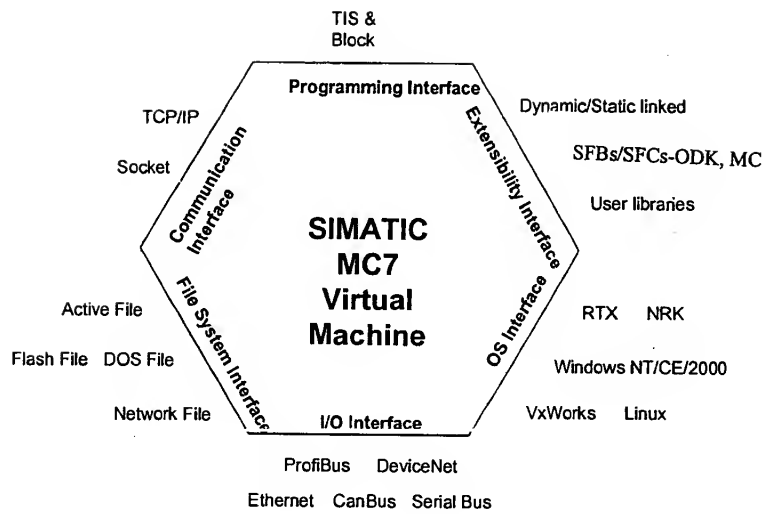 TIS &
Block
Programming Interface
TCP/IP
Socket
Communication
Interface
Dynamic/Static linked
SFBs/SFCs-ODK, MC
User libraries
Extensibility Interface
SIMATIC
MC7
Virtual
Machine
Active File
Flash File DOS File
Network File
File System Interface
OS Interface
RTX NRK
Windows NT/CE/2000
VxWorks Linux
I/O Interface
ProfiBus DeviceNet
Ethernet CanBus Serial Bus